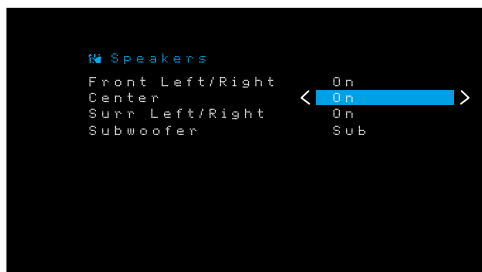 Speakers
Front Left/Right On
Center < On >
Surr Left/Right On
Subwoofer Sub